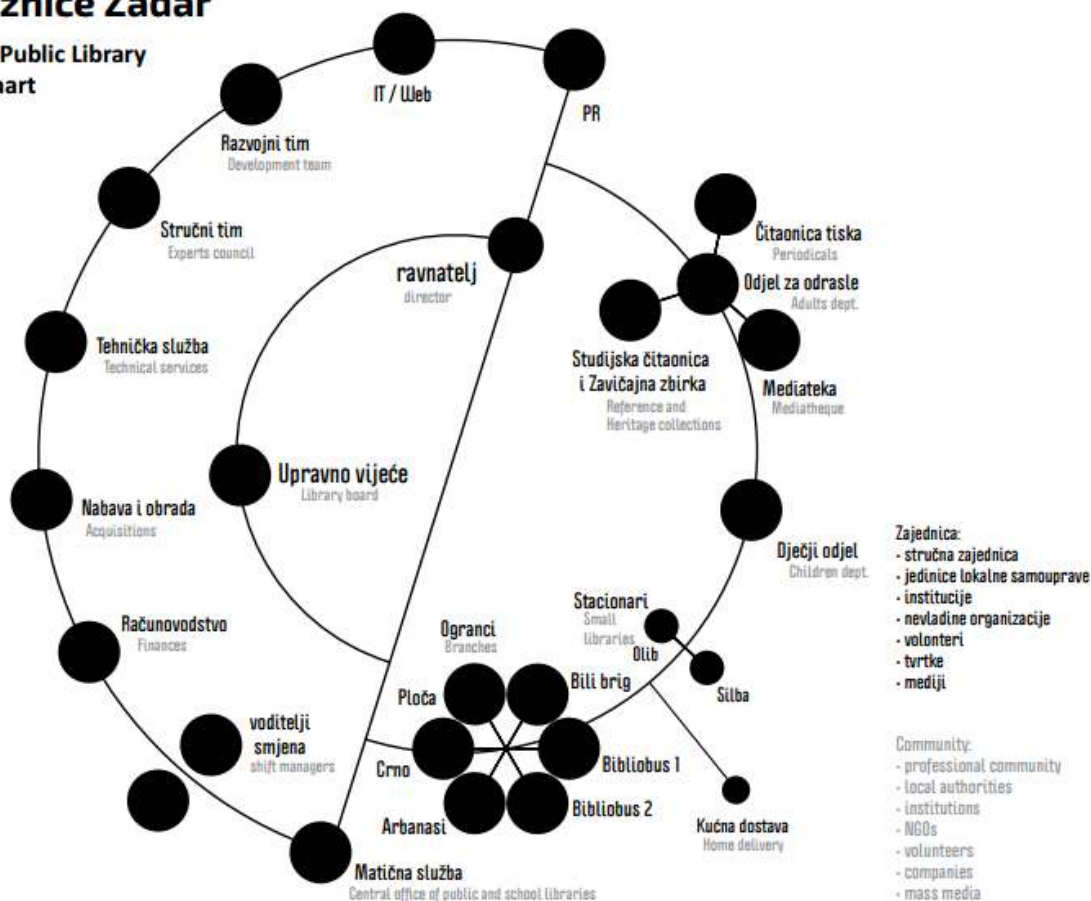 Zadar
Public Library
IT / Web
PR
Razvojni tim
Development team
Stručni tim
Experts council
Čitaonica tiska
Periodicals
ravnatelj
director
Odjel za odrasle
Adults dept.
Tehnička služba
Technical services
Studijska čitaonica
i Zavičajna zbirka
Reference and
Heritage collections
Mediateka
Mediatheque
Upravno vijeće
Library board
Nabava i obrada
Acquisitions
Dječji odjel
Children dept.
Zajednica:
- stručna zajednica
- jedinice lokalne samouprave
- institucije
- nevladine organizacije
- volonteri
- tvrtke
- mediji
Stacionari
Small
libraries
Olib
Silba
Računovodstvo
Finances
Ogranci
Branches
Ploča
Bili brig
Crno
Bibliobus 1
Arbanasi
Bibliobus 2
voditelji
smjena
shift managers
Kućna dostava
Home delivery
Matična služba
Central office of public and school libraries
Community:
- professional community
- local authorities
- institutions
- NGOs
- volunteers
- companies
- mass media